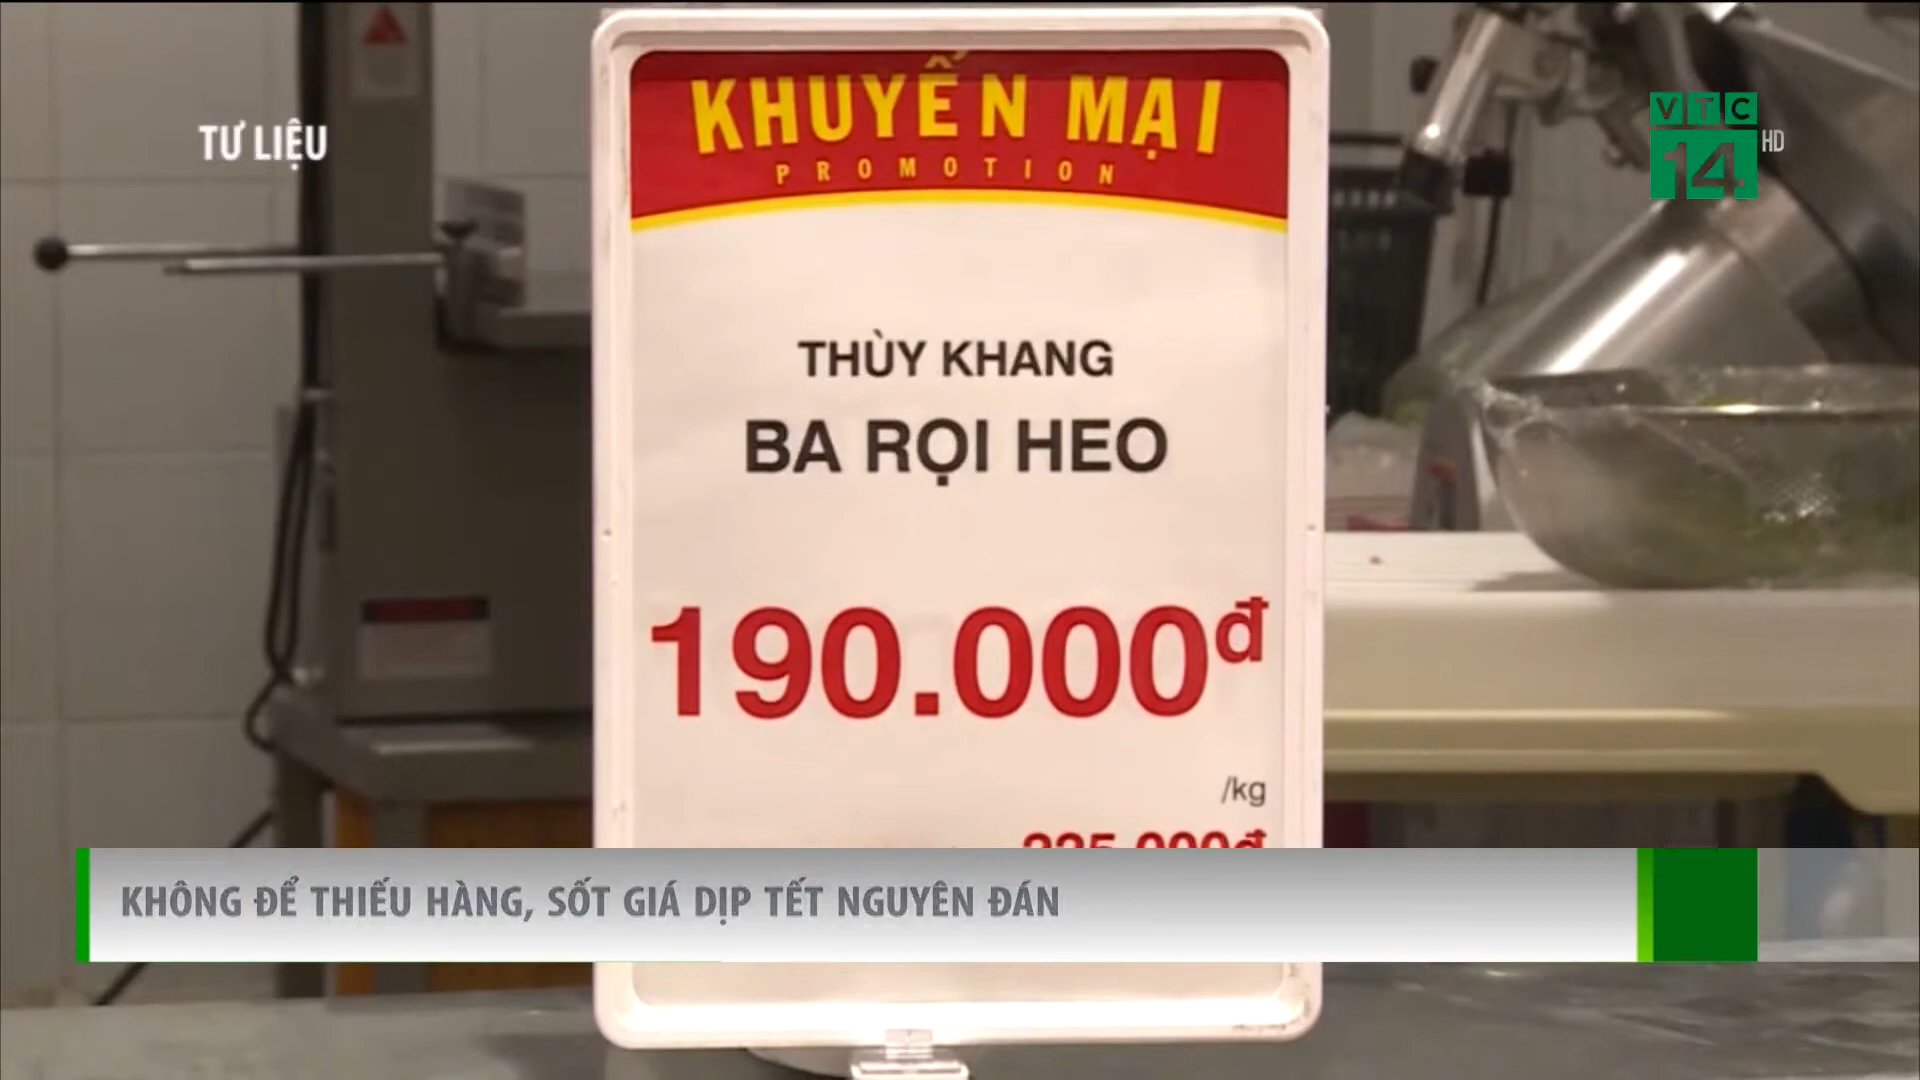 TƯ LIỆU
VTC
14
HD
KHUYẾN MẠI
PROMOTION
THÙY KHANG
BA RỌI HEO
190.000đ
/kg
KHÔNG ĐỂ THIẾU HÀNG, SỐT GIÁ DỊP TẾT NGUYÊN ĐÁN